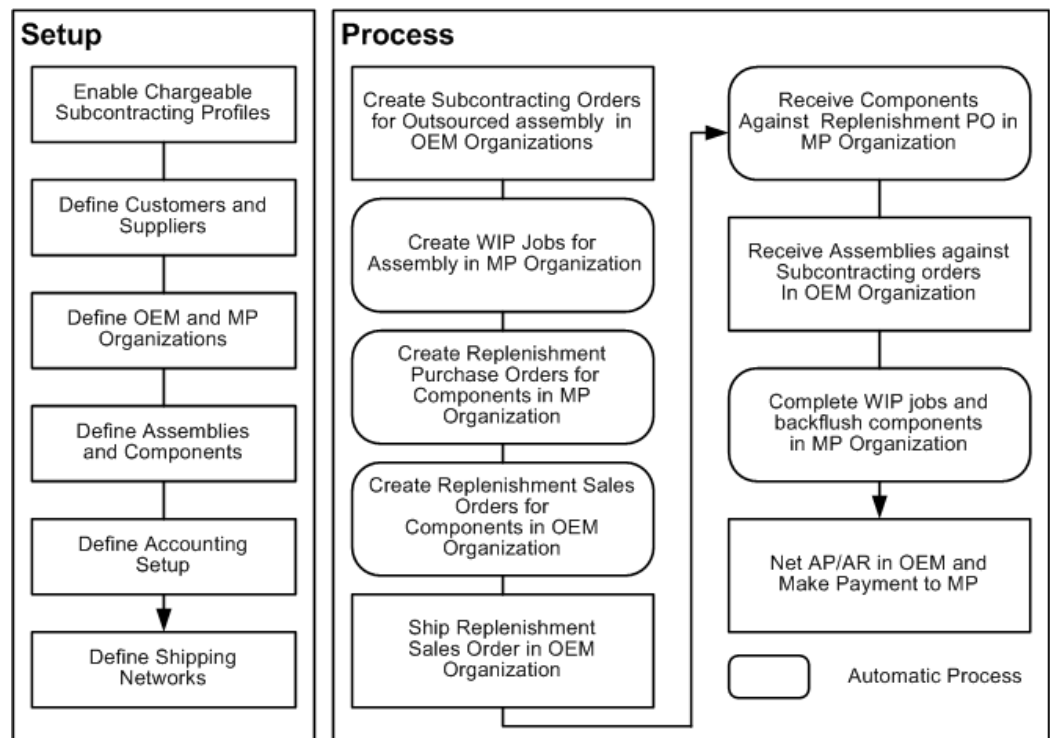 Setup
Enable Chargeable
Subcontracting Profiles
Define Customers and
Suppliers
Define OEM and MP
Organizations
Define Assemblies
and Components
Define Accounting
Setup
Define Shipping
Networks
Process
Create Subcontracting Orders
for Outsourced assembly in
OEM Organizations
Create WIP Jobs for
Assembly in MP Organization
Create Replenishment
Purchase Orders for
Components in MP
Organization
Create Replenishment Sales
Orders for
Components in OEM
Organization
Ship Replenishment
Sales Order in OEM
Organization
Receive Components
Against Replenishment PO in
MP Organization
Receive Assemblies against
Subcontracting orders
In OEM Organization
Complete WIP jobs and
backflush components
in MP Organization
Net AP/AR in OEM and
Make Payment to MP
Automatic Process